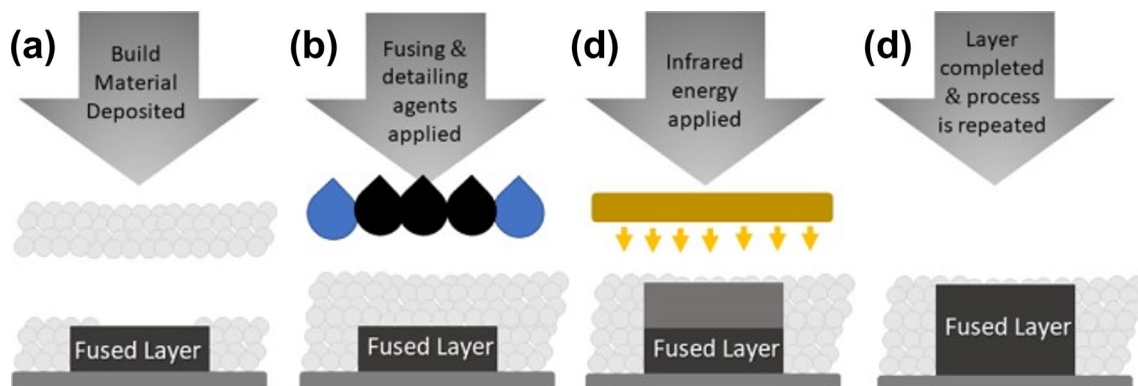 (a)
Build
Material
Deposited
Fused Layer
(b)
Fusing &
detailing
agents
applied
Fused Layer
(d)
Infrared
energy
applied
Fused Layer
(d)
Layer
completed
& process
is repeated
Fused Layer